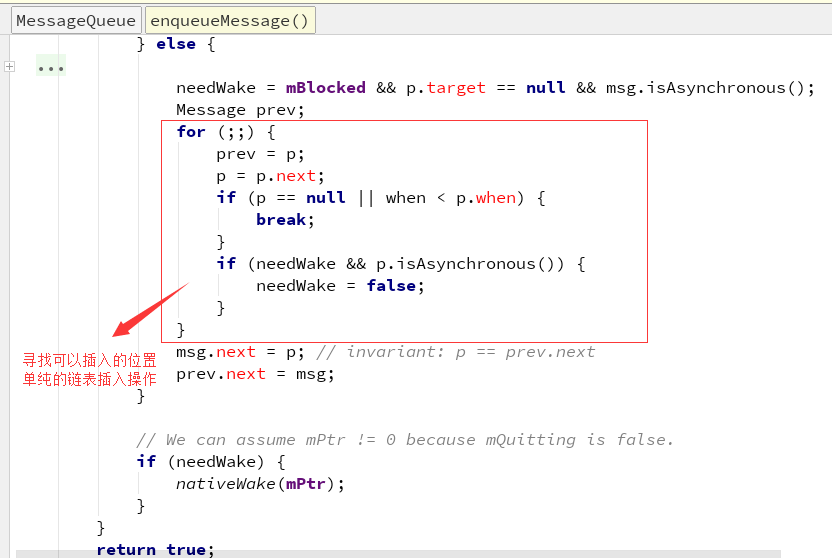 MessageQueue enqueueMessage()
} else {
...
needWake = mBlocked && p.target == null && msg.isAsynchronous();
Message prev;
for (;;) {
prev = p;
p = p.next;
if (p == null || when < p.when) {
break;
}
if (needWake && p.isAsynchronous()) {
needWake = false;
}
}
寻找可以插入的位置
单纯的链表插入操作
msg.next = p; // invariant: p == prev.next
prev.next = msg;
}
// We can assume mPtr != 0 because mQuitting is false.
if (needWake) {
nativeWake(mPtr);
}
}
return true;